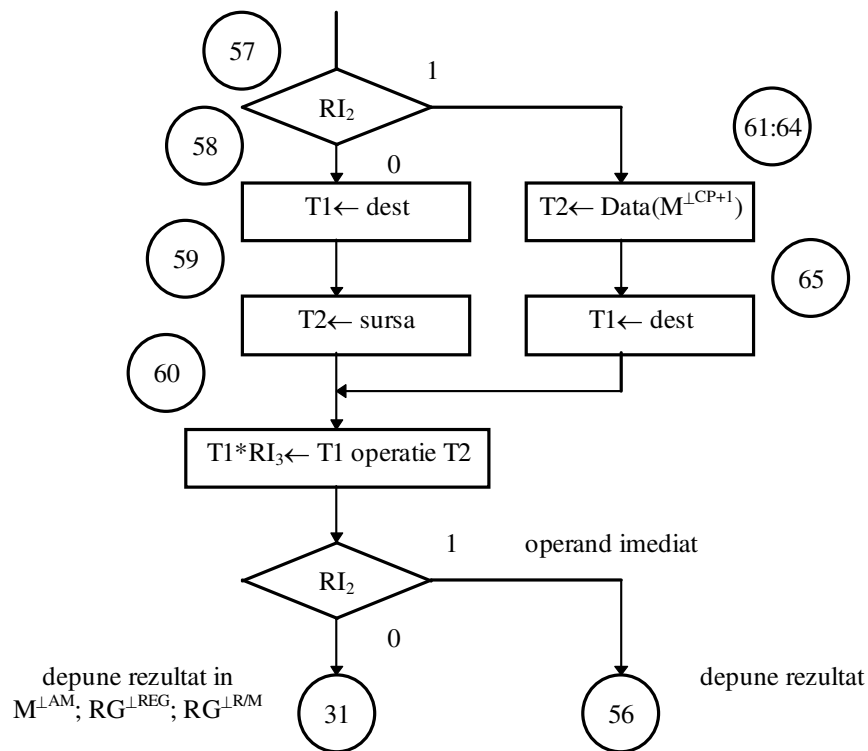 57
1
RI₂
61:64
58
0
T1← dest
T2← Data(M^⊥CP+1)
59
65
T2← sursa
T1← dest
60
T1*RI₃← T1 operatie T2
1
operand imediat
RI₂
0
depune rezultat in
M^⊥AM; RG^⊥REG; RG^⊥R/M
31
56
depune rezultat